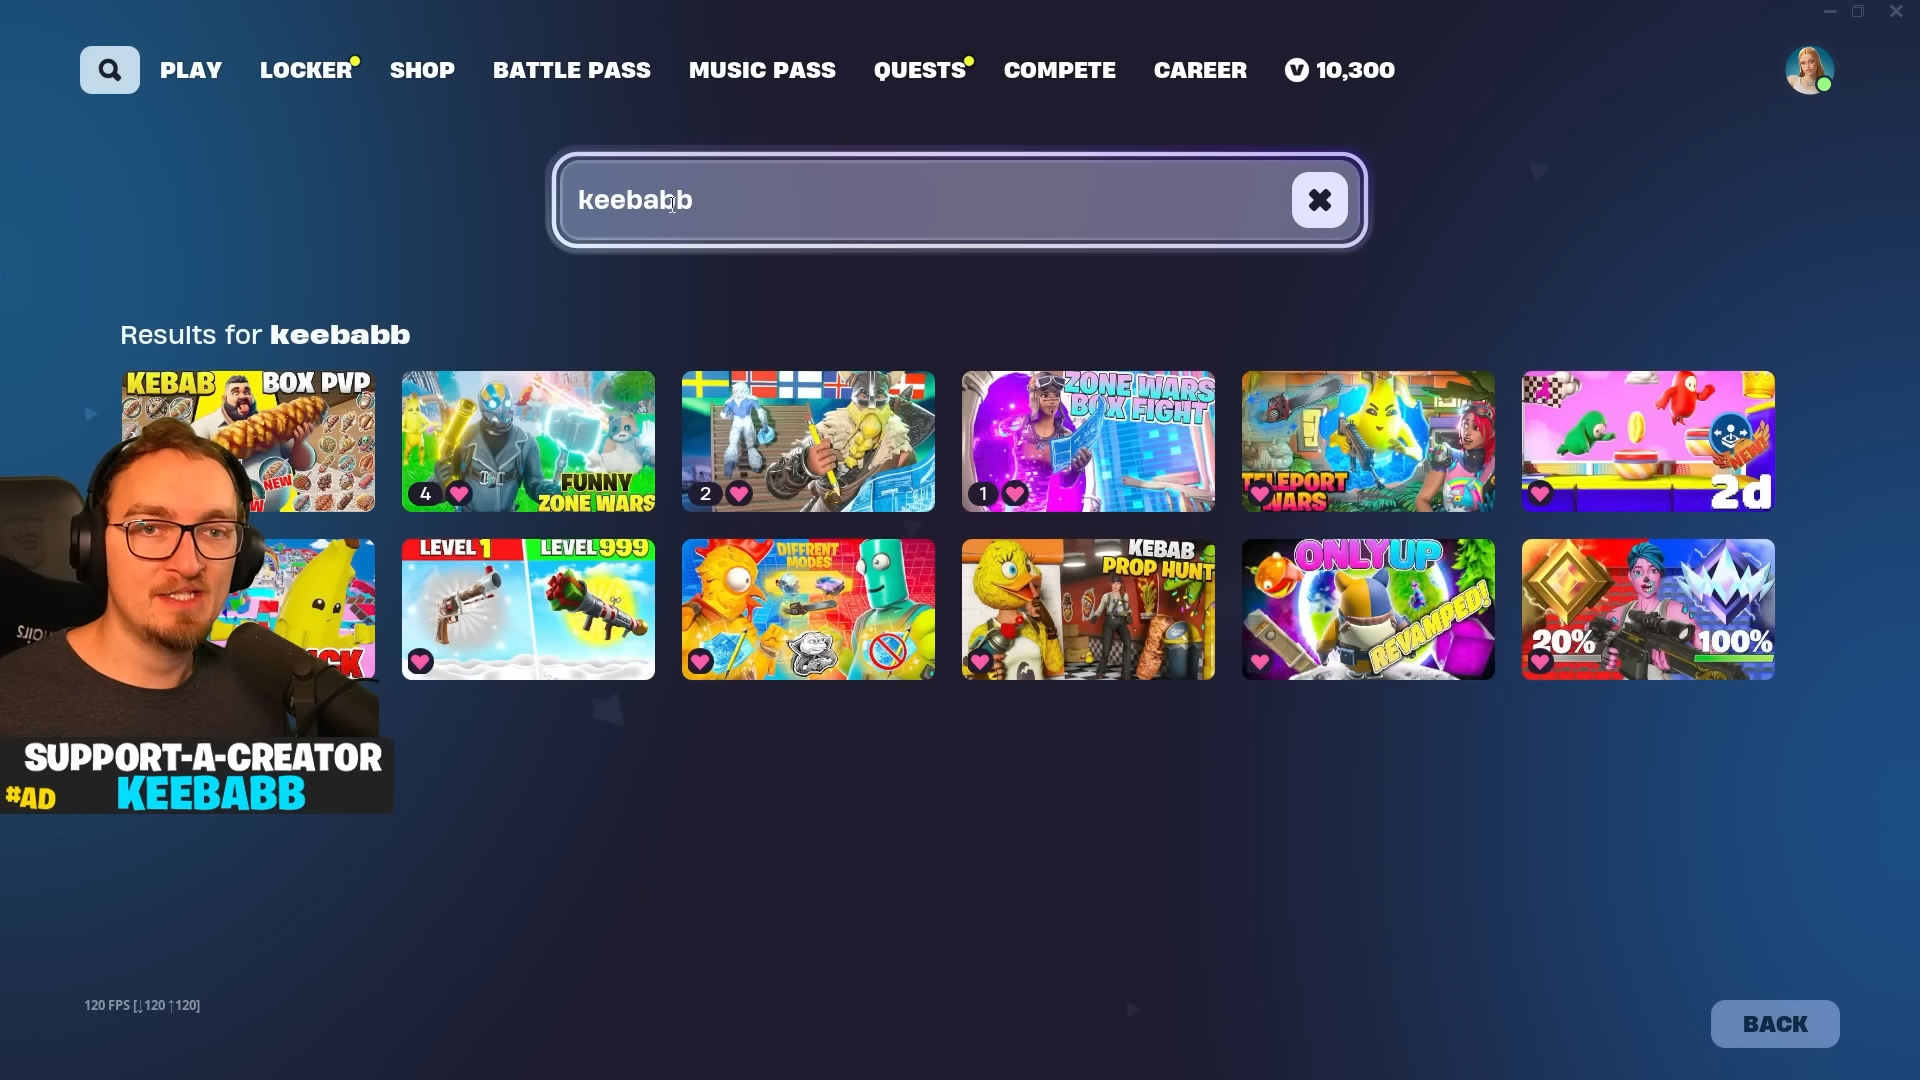 PLAY LOCKER SHOP BATTLE PASS MUSIC PASS QUESTS COMPETE CAREER V 10,300
keebabb
Results for keebabb
KEBAB BOX PVP
NEW
4
FUNNY
ZONE WARS
2
ZONE WARS
BOX FIGHT
1
TELEPORT
WARS
NEW
2d
LEVEL 1 LEVEL 999
DIFFRENT
MODES
KEBAB
PROP HUNT
ONLY UP
REVAMPED!
20% 100%
SUPPORT-A-CREATOR
#AD KEEBABB
120 FPS [↓120 ↑120]
BACK